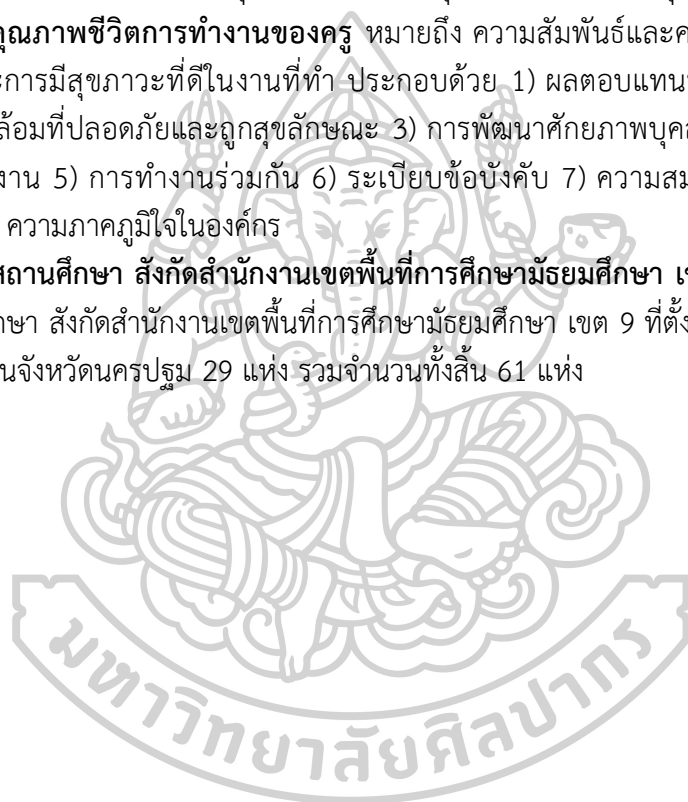 คุณภาพชีวิตการทำงานของครู หมายถึง ความสัมพันธ์และค
ะการมีสุขภาวะที่ดีในงานที่ทำ ประกอบด้วย 1) ผลตอบแทน
ล้อมที่ปลอดภัยและถูกสุขลักษณะ 3) การพัฒนาศักยภาพบุคล
งาน 5) การทำงานร่วมกัน 6) ระเบียบข้อบังคับ 7) ความสม
ความภาคภูมิใจในองค์กร
สถานศึกษา สังกัดสำนักงานเขตพื้นที่การศึกษามัธยมศึกษา เข
กษา สังกัดสำนักงานเขตพื้นที่การศึกษามัธยมศึกษา เขต 9 ที่ตั้ง
นจังหวัดนครปฐม 29 แห่ง รวมจำนวนทั้งสิ้น 61 แห่ง
มหาวิทยาลัยศิลปากร